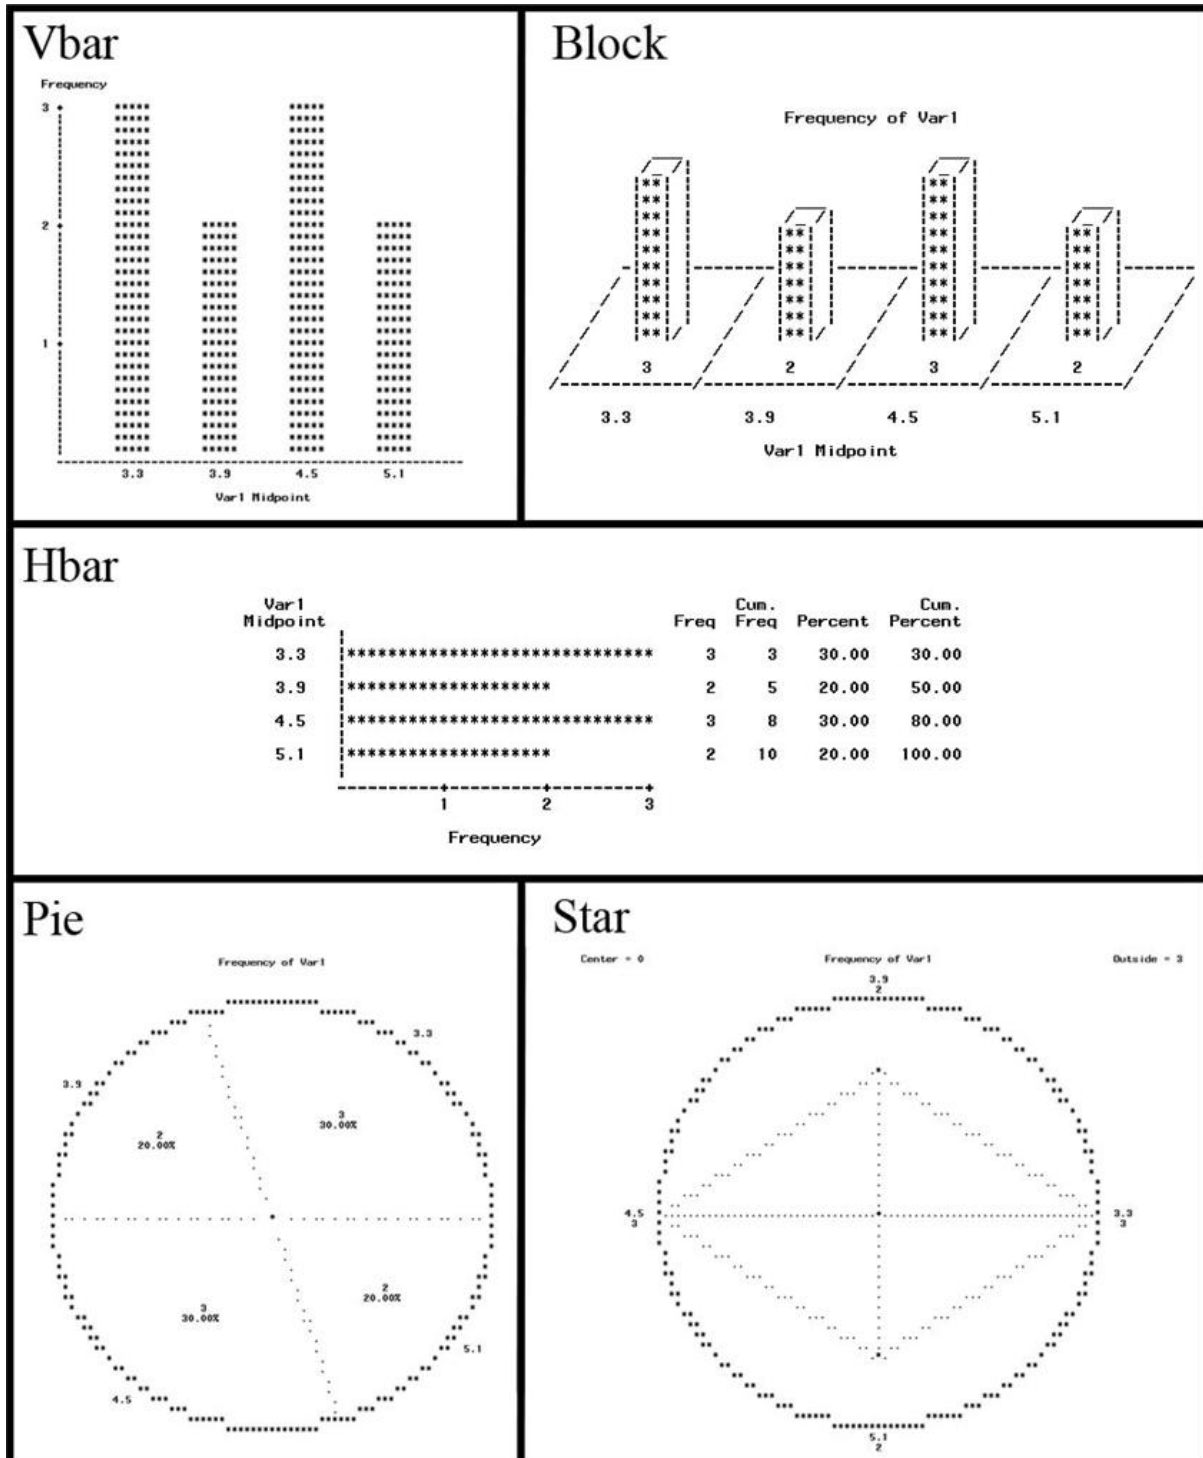 Vbar
Frequency
3
2
1
3.3 3.9 4.5 5.1
Var1 Midpoint
Block
Frequency of Var1
3 2 3 2
3.3 3.9 4.5 5.1
Var1 Midpoint
Hbar
Var1 Cum. Cum.
Midpoint Freq Freq Percent Percent
3.3 3 3 30.00 30.00
3.9 2 5 20.00 50.00
4.5 3 8 30.00 80.00
5.1 2 10 20.00 100.00
1 2 3
Frequency
Pie
Frequency of Var1
3.3
3.9
3
30.00%
2
20.00%
2
20.00%
3
30.00%
5.1
4.5
Star
Center = 0 Frequency of Var1 Outside = 3
3.9
2
4.5 3.3
3 3
5.1
2